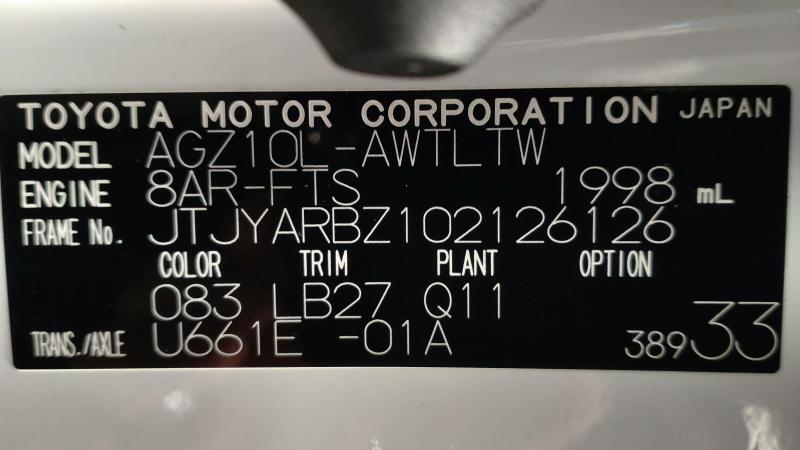 TOYOTA MOTOR CORPORATION JAPAN
MODEL AGZ10L-AWTLTW
ENGINE 8AR-FTS 1998 mL
FRAME No. JTJYARBZ102126126
COLOR TRIM PLANT OPTION
083 LB27 Q11
TRANS./AXLE U661E -01A 38933